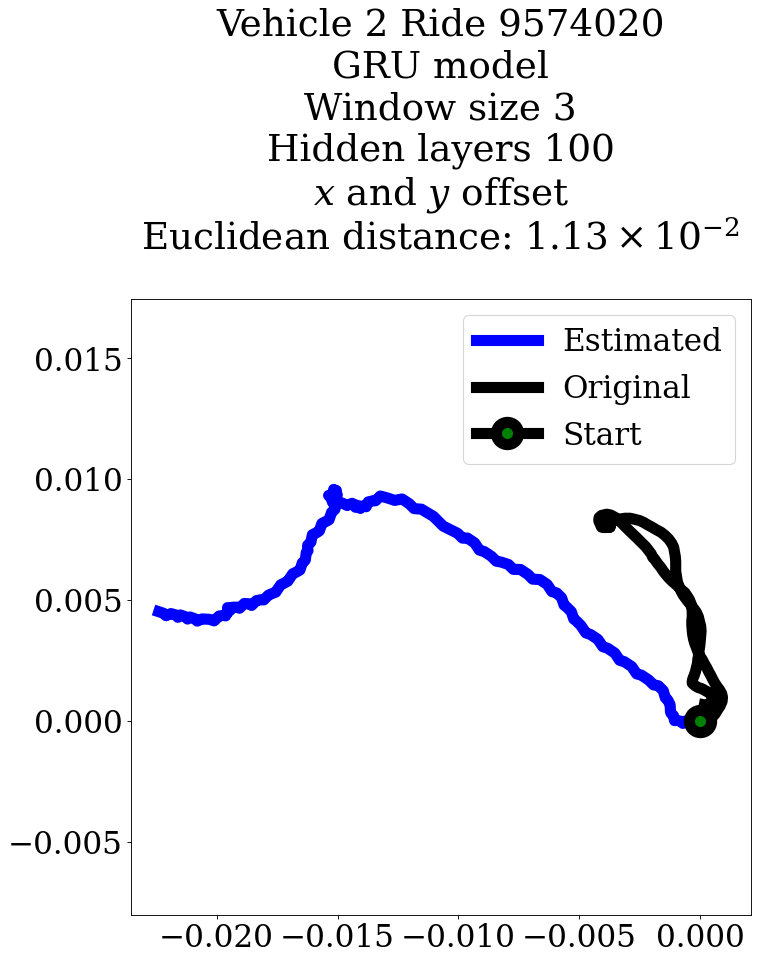 Vehicle 2 Ride 9574020
GRU model
Window size 3
Hidden layers 100
x and y offset
Euclidean distance: 1.13 × 10⁻²
Estimated
Original
Start
0.015
0.010
0.005
0.000
−0.005
−0.020 −0.015 −0.010 −0.005 0.000